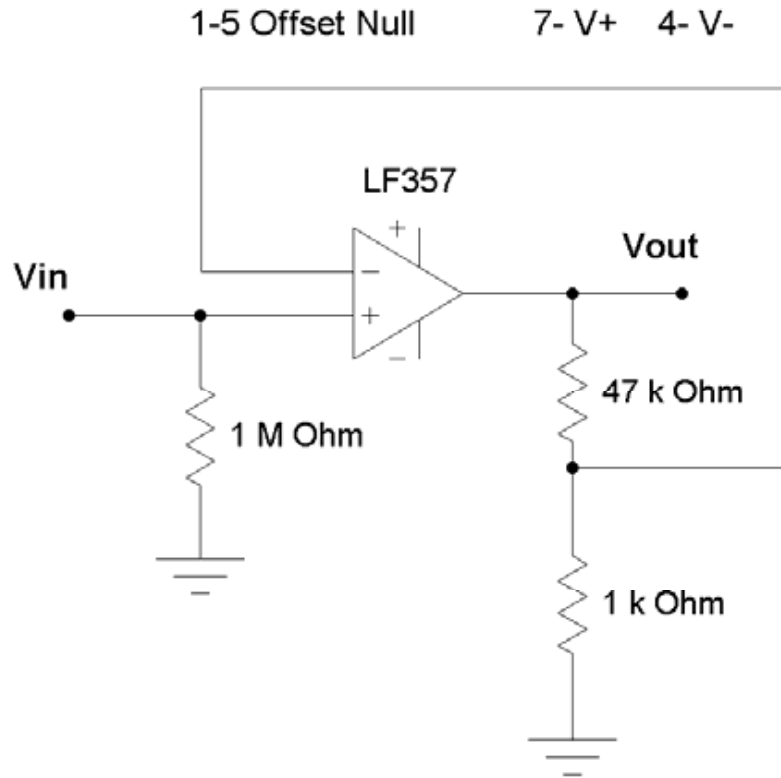 1-5 Offset Null 7- V+ 4- V-
LF357
+
Vin
−
+
−
Vout
47 k Ohm
1 M Ohm
1 k Ohm